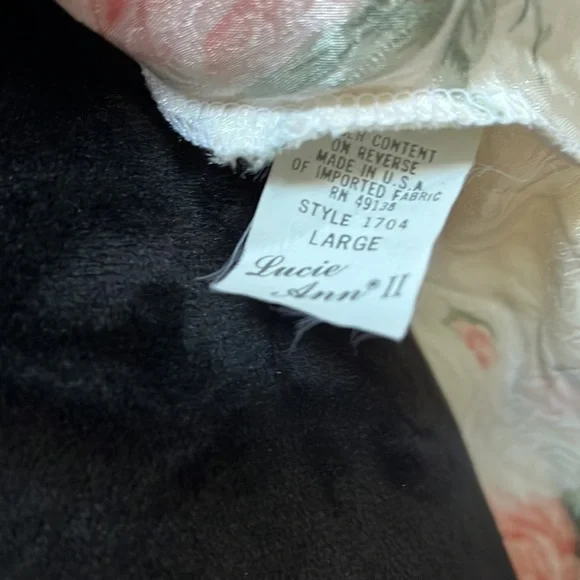 CONTENT
ON REVERSE
MADE IN U.S.A
OF IMPORTED FABRIC
RN 49138
STYLE 1704
LARGE
Lucie
Ann® II